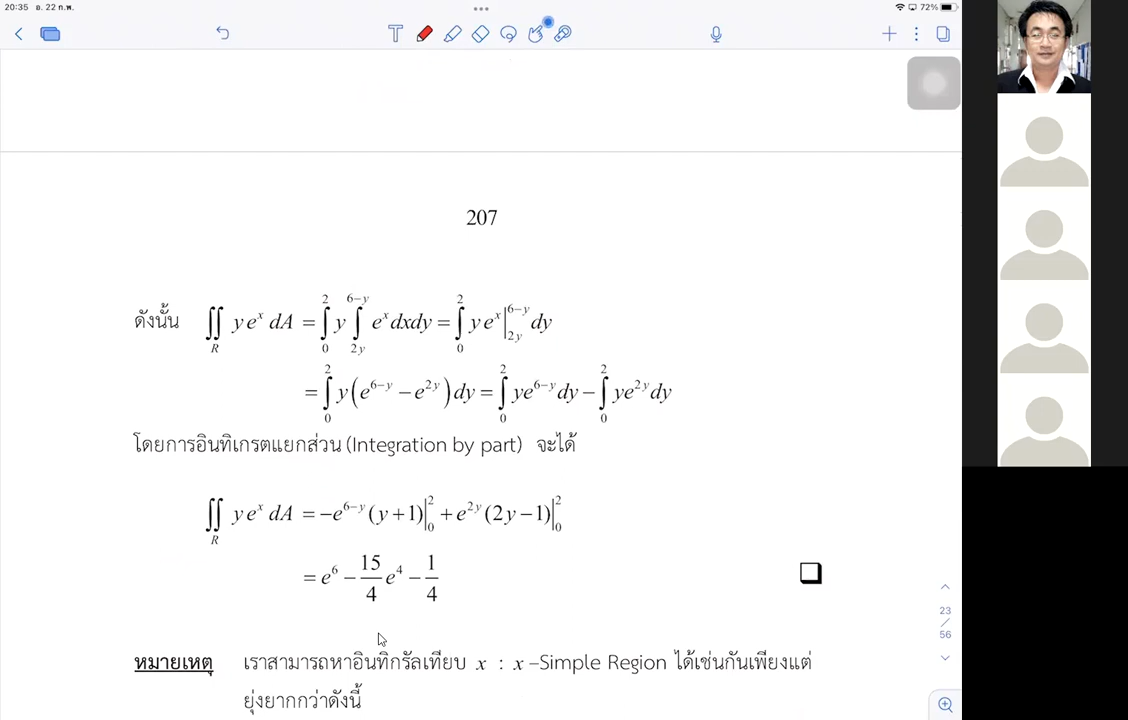 20:35 อ. 22 ก.พ.
72%
T
207
ดังนั้น ∬_R y e^x dA = ∫_0^2 y ∫_{2y}^{6−y} e^x dxdy = ∫_0^2 y e^x |_{2y}^{6−y} dy
= ∫_0^2 y(e^{6−y} − e^{2y}) dy = ∫_0^2 ye^{6−y} dy − ∫_0^2 ye^{2y} dy
โดยการอินทิเกรตแยกส่วน (Integration by part) จะได้
∬_R y e^x dA = −e^{6−y}(y+1)|_0^2 + e^{2y}(2y−1)|_0^2
= e^6 − 15/4 e^4 − 1/4
23
/
56
หมายเหตุ เราสามารถหาอินทิกรัลเทียบ x : x –Simple Region ได้เช่นกันเพียงแต่
ยุ่งยากกว่าดังนี้